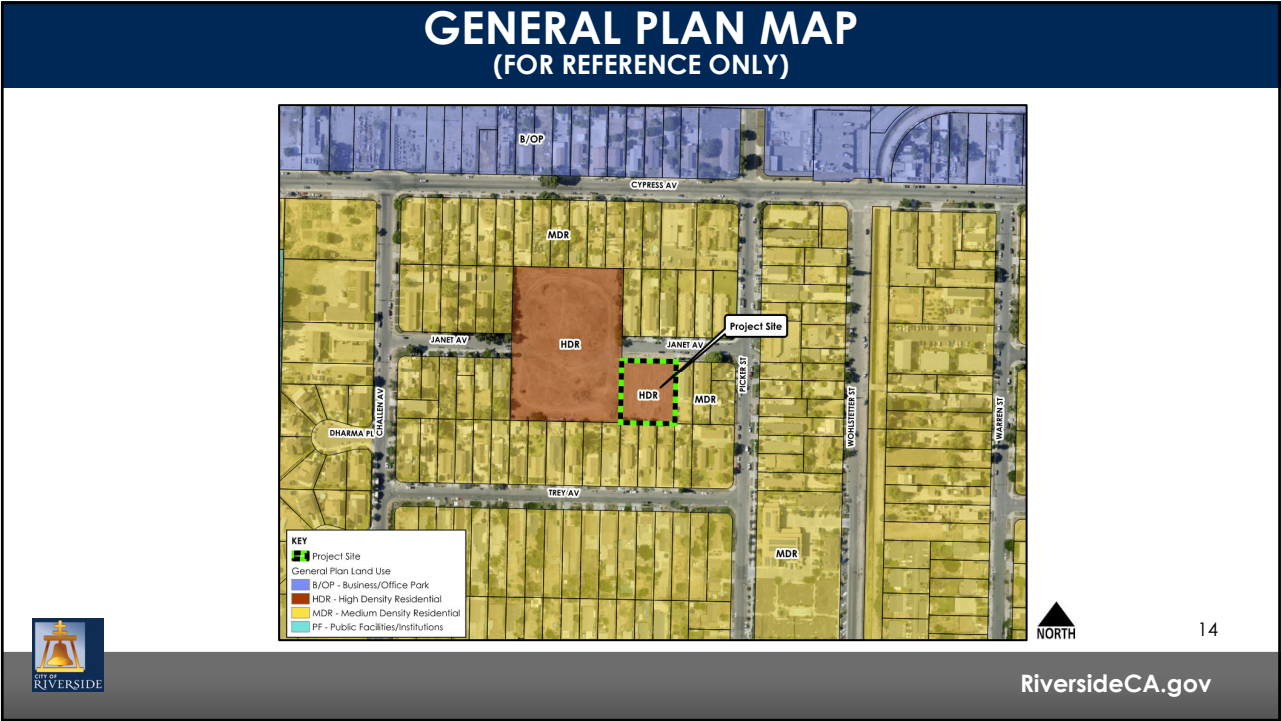 GENERAL PLAN MAP
(FOR REFERENCE ONLY)
B/OP
CYPRESS AV
MDR
Project Site
JANET AV
HDR
JANET AV
PICKER ST
HDR
MDR
CHALLEN AV
WOHLSTETTER ST
WARREN ST
DHARMA PL
TREY AV
MDR
KEY
Project Site
General Plan Land Use
B/OP - Business/Office Park
HDR - High Density Residential
MDR - Medium Density Residential
PF - Public Facilities/Institutions
NORTH
14
CITY OF
RIVERSIDE
RiversideCA.gov